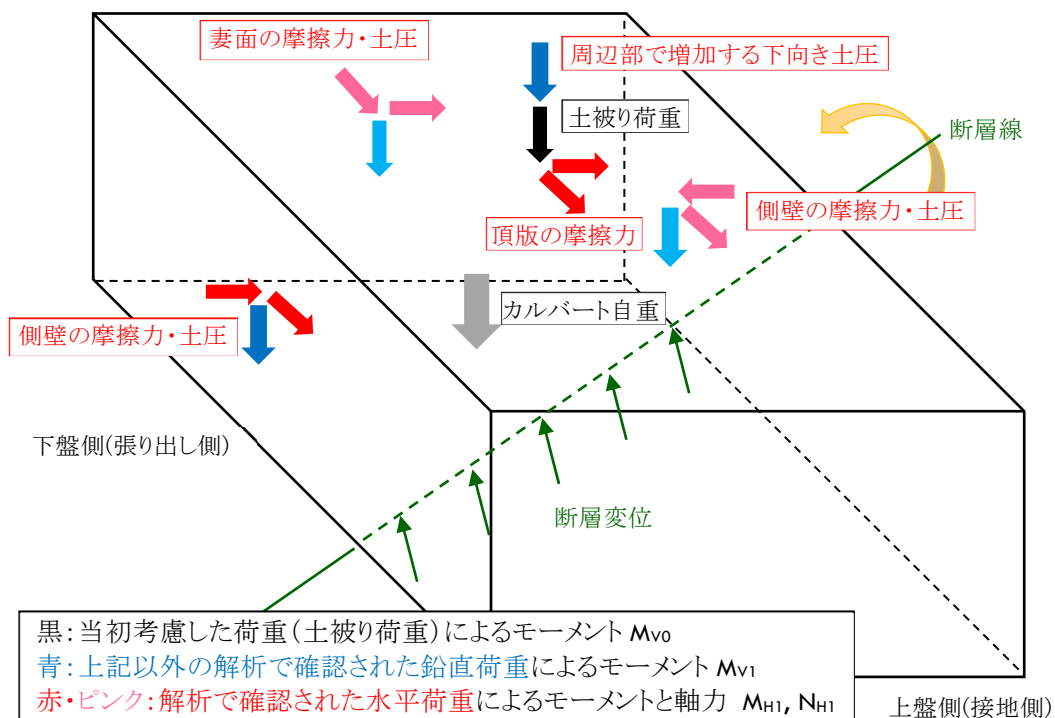 妻面の摩擦力・土圧
周辺部で増加する下向き土圧
土被り荷重
断層線
側壁の摩擦力・土圧
頂版の摩擦力
カルバート自重
側壁の摩擦力・土圧
下盤側(張り出し側)
断層変位
黒:当初考慮した荷重(土被り荷重)によるモーメント MV0
青:上記以外の解析で確認された鉛直荷重によるモーメント MV1
赤・ピンク:解析で確認された水平荷重によるモーメントと軸力 MH1, NH1
上盤側(接地側)